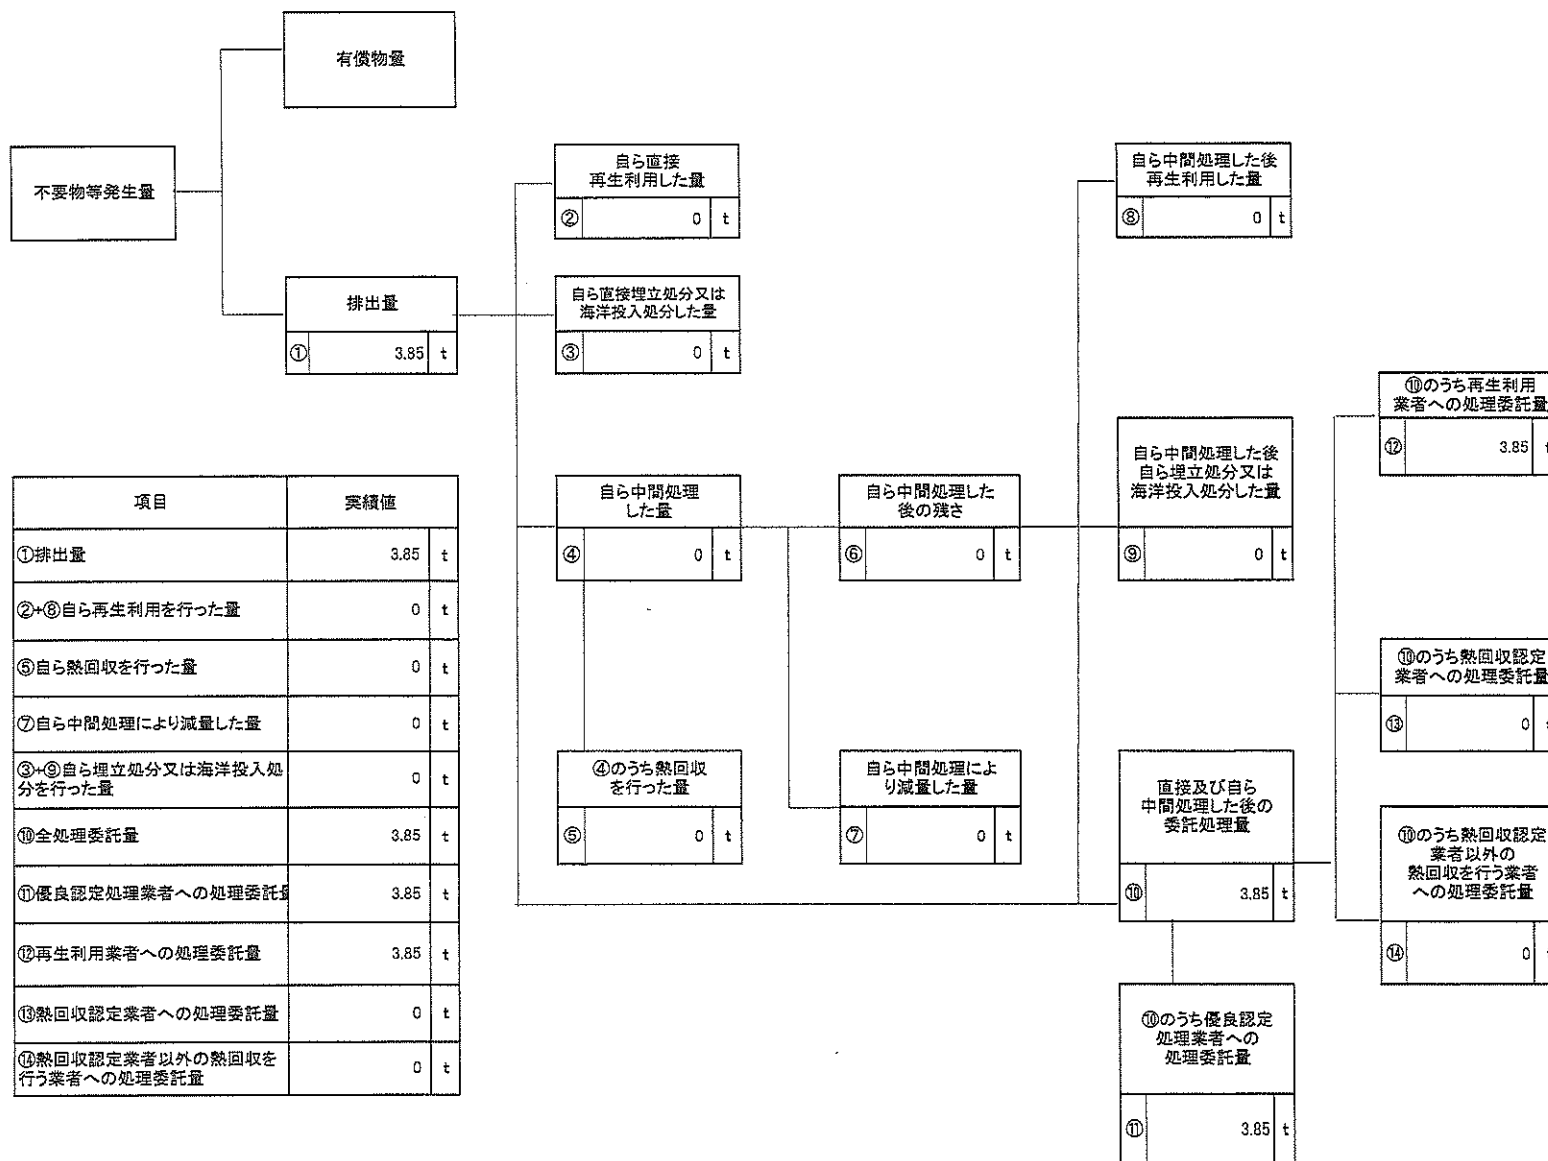 有償物量
不要物等発生量
排出量
① 3.85 t
自ら直接
再生利用した量
② 0 t
自ら直接埋立処分又は
海洋投入処分した量
③ 0 t
自ら中間処理
した量
④ 0 t
④のうち熱回収
を行った量
⑤ 0 t
自ら中間処理した
後の残さ
⑥ 0 t
自ら中間処理によ
り減量した量
⑦ 0 t
自ら中間処理した後
再生利用した量
⑧ 0 t
自ら中間処理した後
自ら埋立処分又は
海洋投入処分した量
⑨ 0 t
直接及び自ら
中間処理した後の
委託処理量
⑩ 3.85 t
⑩のうち優良認定
処理業者への
処理委託量
⑪ 3.85 t
⑩のうち再生利用
業者への処理委託量
⑫ 3.85 t
⑩のうち熱回収認定
業者への処理委託量
⑬ 0 t
⑩のうち熱回収認定
業者以外の
熱回収を行う業者
への処理委託量
⑭ 0
項目 実績値
①排出量 3.85 t
②+⑧自ら再生利用を行った量 0 t
⑤自ら熱回収を行った量 0 t
⑦自ら中間処理により減量した量 0 t
③+⑨自ら埋立処分又は海洋投入処
分を行った量 0 t
⑩全処理委託量 3.85 t
⑪優良認定処理業者への処理委託量 3.85 t
⑫再生利用業者への処理委託量 3.85 t
⑬熱回収認定業者への処理委託量 0 t
⑭熱回収認定業者以外の熱回収を
行う業者への処理委託量 0 t